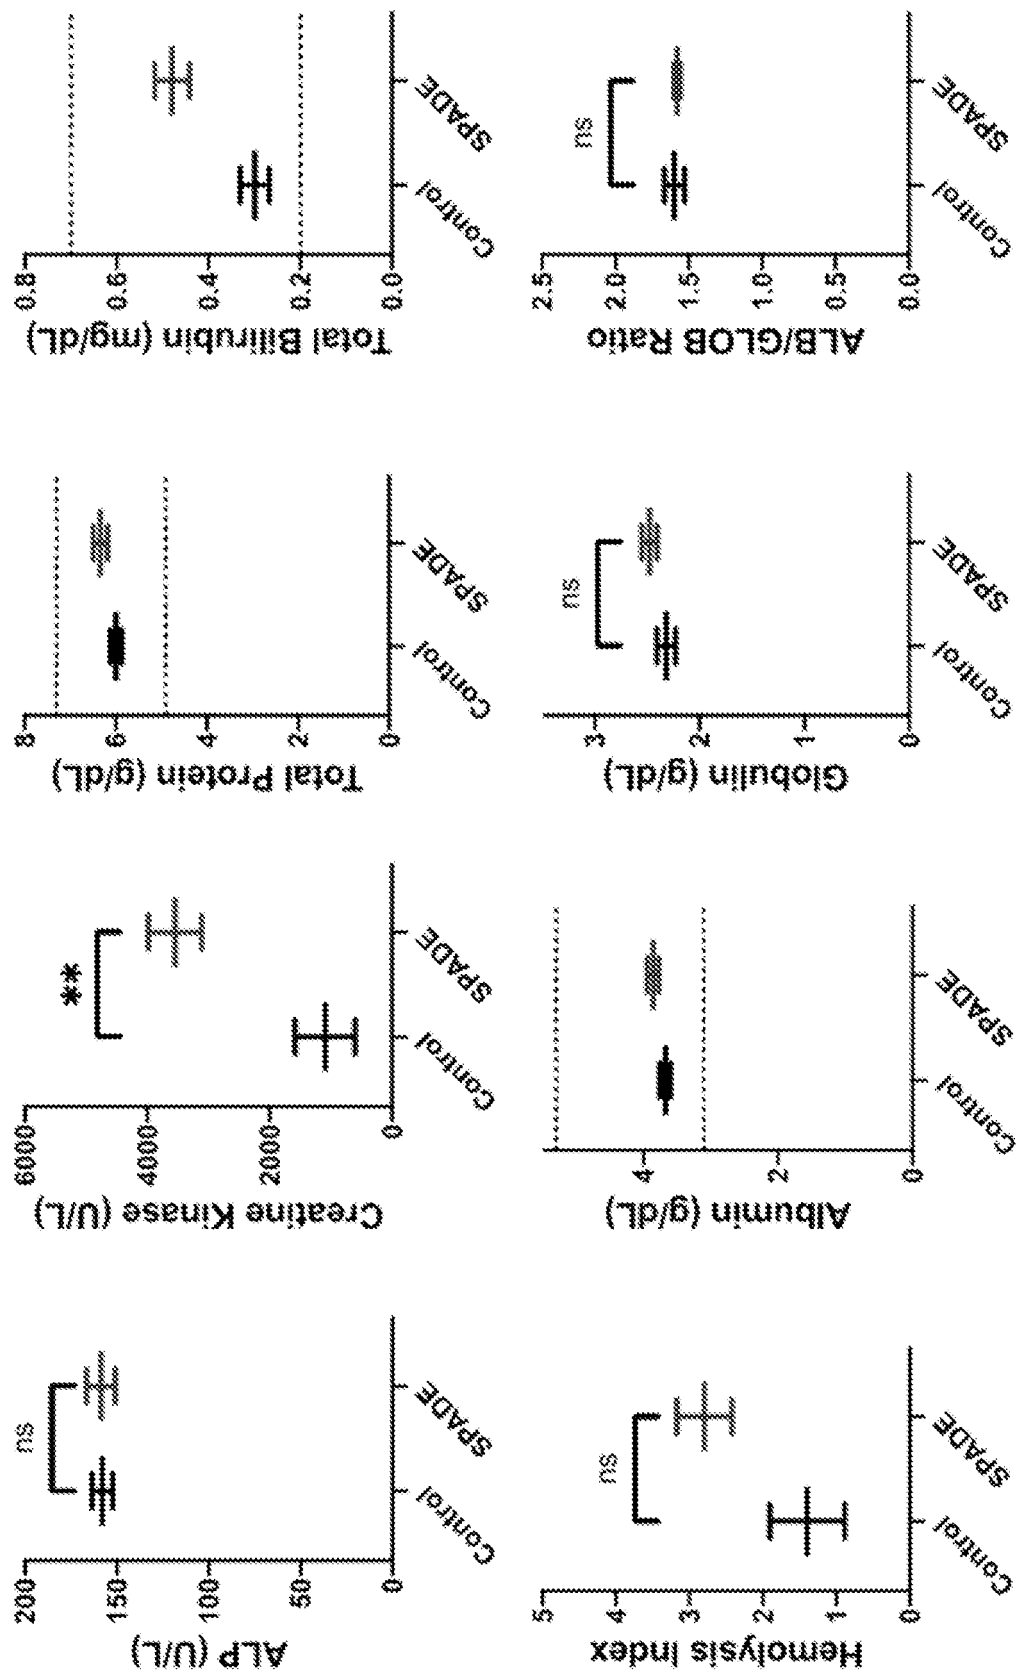 ALP (U/L)
200
150
100
50
0
ns
Control
SPADE
Creatine Kinase (U/L)
6000
4000
2000
0
**
Control
SPADE
Total Protein (g/dL)
8
6
4
2
0
Control
SPADE
Total Bilirubin (mg/dL)
0.8
0.6
0.4
0.2
0.0
Control
SPADE
Hemolysis Index
5
4
3
2
1
0
ns
Control
SPADE
Albumin (g/dL)
4
2
0
Control
SPADE
Globulin (g/dL)
3
2
1
0
ns
Control
SPADE
ALB/GLOB Ratio
2.5
2.0
1.5
1.0
0.5
0.0
ns
Control
SPADE